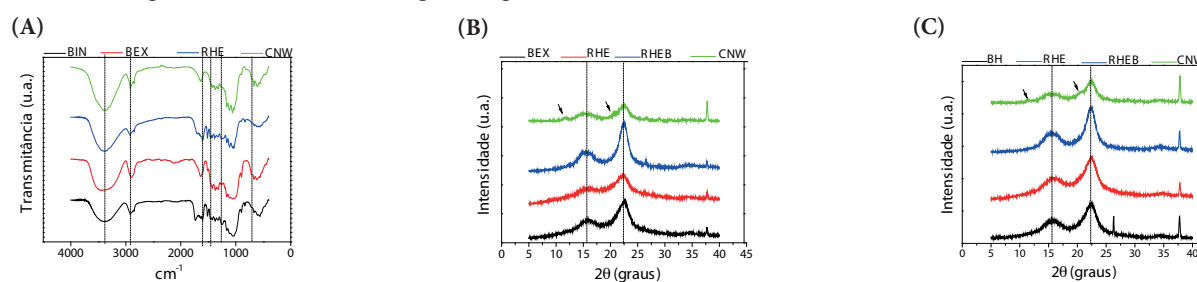 (A)
BIN BEX RHE CNW
Transmitância (u.a.)
4000 3000 2000 1000 0
cm-1
(B)
BEX RHE RHEB CNW
Intensidade (u.a.)
0 5 10 15 20 25 30 35 40 45
2θ (graus)
(C)
BH RHE RHEB CNW
Intensidade (u.a.)
0 5 10 15 20 25 30 35 40
2θ (graus)